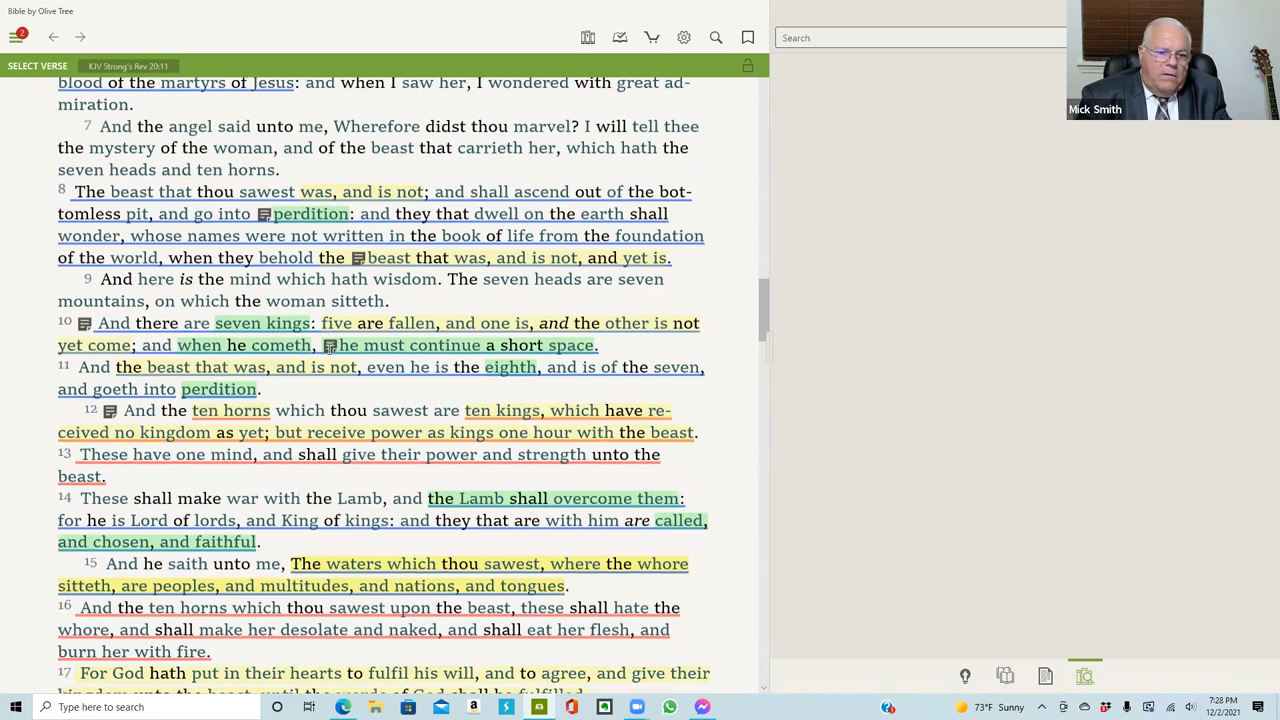 Bible by Olive Tree
2
SELECT VERSE
KJV Strong's Rev 20:11
blood of the martyrs of Jesus: and when I saw her, I wondered with great ad-
miration.
7 And the angel said unto me, Wherefore didst thou marvel? I will tell thee
the mystery of the woman, and of the beast that carrieth her, which hath the
seven heads and ten horns.
8 The beast that thou sawest was, and is not; and shall ascend out of the bot-
tomless pit, and go into perdition: and they that dwell on the earth shall
wonder, whose names were not written in the book of life from the foundation
of the world, when they behold the beast that was, and is not, and yet is.
9 And here is the mind which hath wisdom. The seven heads are seven
mountains, on which the woman sitteth.
10 And there are seven kings: five are fallen, and one is, and the other is not
yet come; and when he cometh, he must continue a short space.
11 And the beast that was, and is not, even he is the eighth, and is of the seven,
and goeth into perdition.
12 And the ten horns which thou sawest are ten kings, which have re-
ceived no kingdom as yet; but receive power as kings one hour with the beast.
13 These have one mind, and shall give their power and strength unto the
beast.
14 These shall make war with the Lamb, and the Lamb shall overcome them:
for he is Lord of lords, and King of kings: and they that are with him are called,
and chosen, and faithful.
15 And he saith unto me, The waters which thou sawest, where the whore
sitteth, are peoples, and multitudes, and nations, and tongues.
16 And the ten horns which thou sawest upon the beast, these shall hate the
whore, and shall make her desolate and naked, and shall eat her flesh, and
burn her with fire.
17 For God hath put in their hearts to fulfil his will, and to agree, and give their
kingdom unto the beast, until the words of God shall be fulfilled.
Search
Mick Smith
Type here to search
73°F Sunny
7:28 PM
12/2/2021